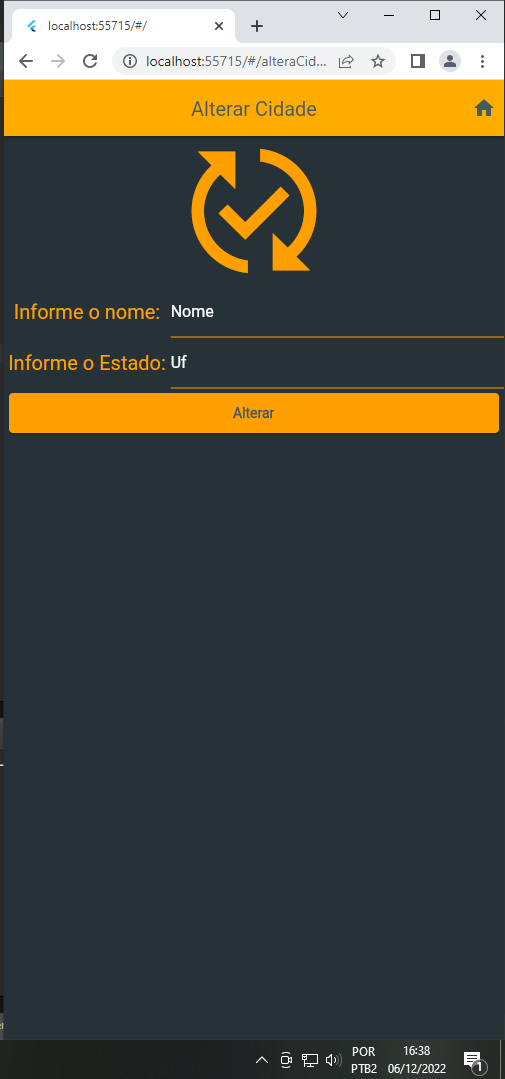 localhost:55715/#/
localhost:55715/#/alteraCid...
Alterar Cidade
Informe o nome: Nome
Informe o Estado: Uf
Alterar
POR 16:38
PTB2 06/12/2022 1